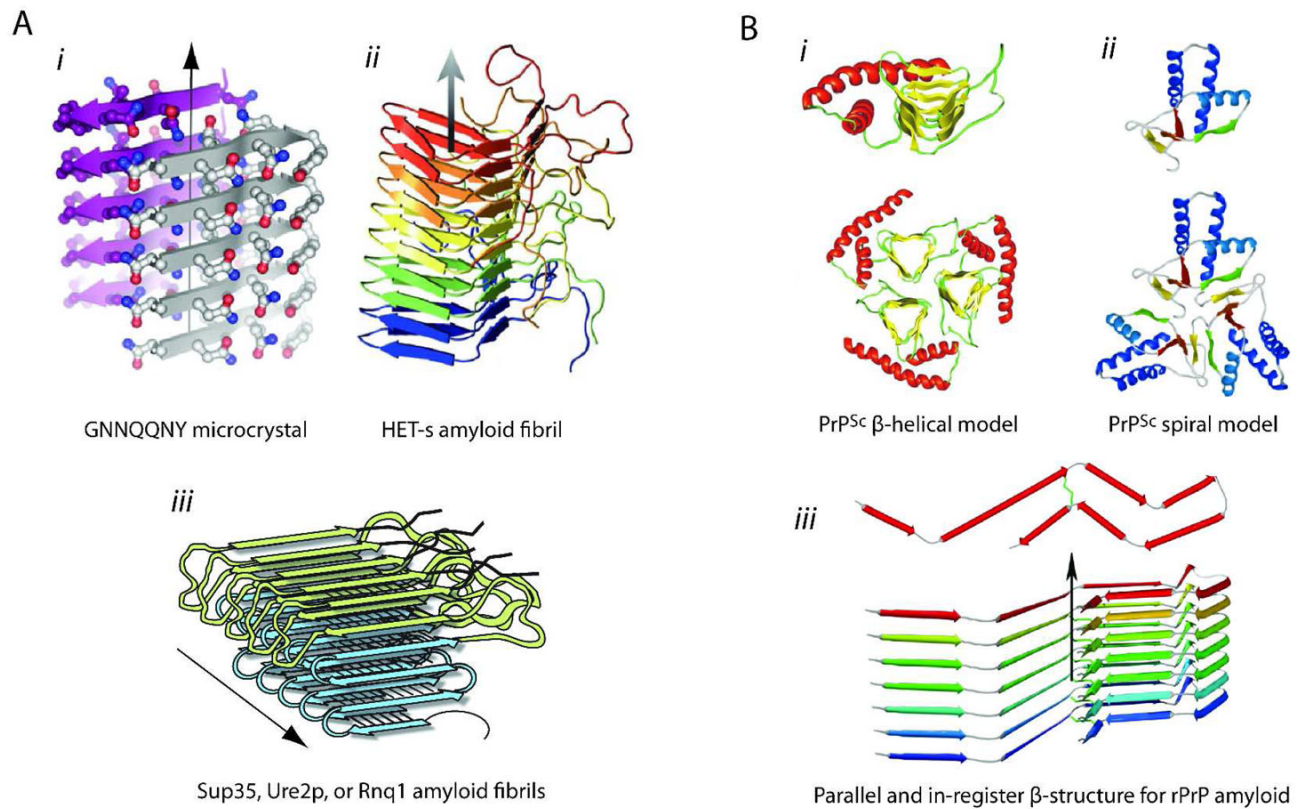 A
i
ii
GNNQQNY microcrystal
HET-s amyloid fibril
iii
Sup35, Ure2p, or Rnq1 amyloid fibrils
B
i
ii
PrPSc β-helical model
PrPSc spiral model
iii
Parallel and in-register β-structure for rPrP amyloid